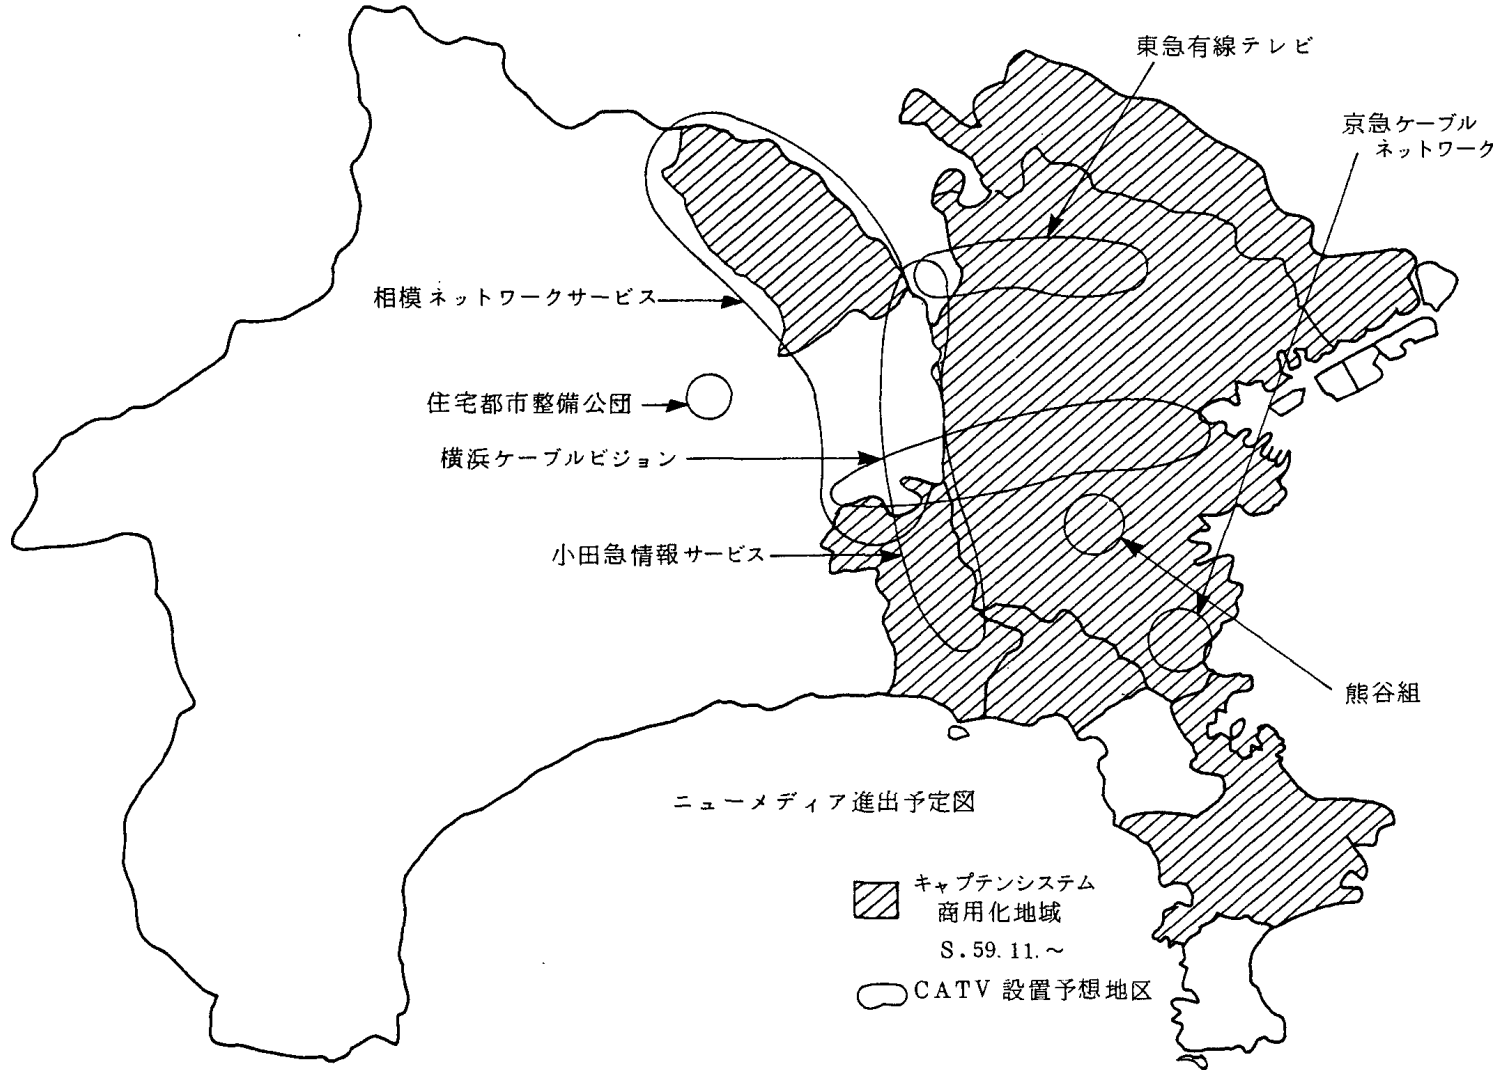 東急有線テレビ
京急ケーブル
ネットワーク
相模ネットワークサービス
住宅都市整備公団
横浜ケーブルビジョン
小田急情報サービス
熊谷組
ニューメディア進出予定図
キャプテンシステム
商用化地域
S.59.11.～
CATV 設置予想地区